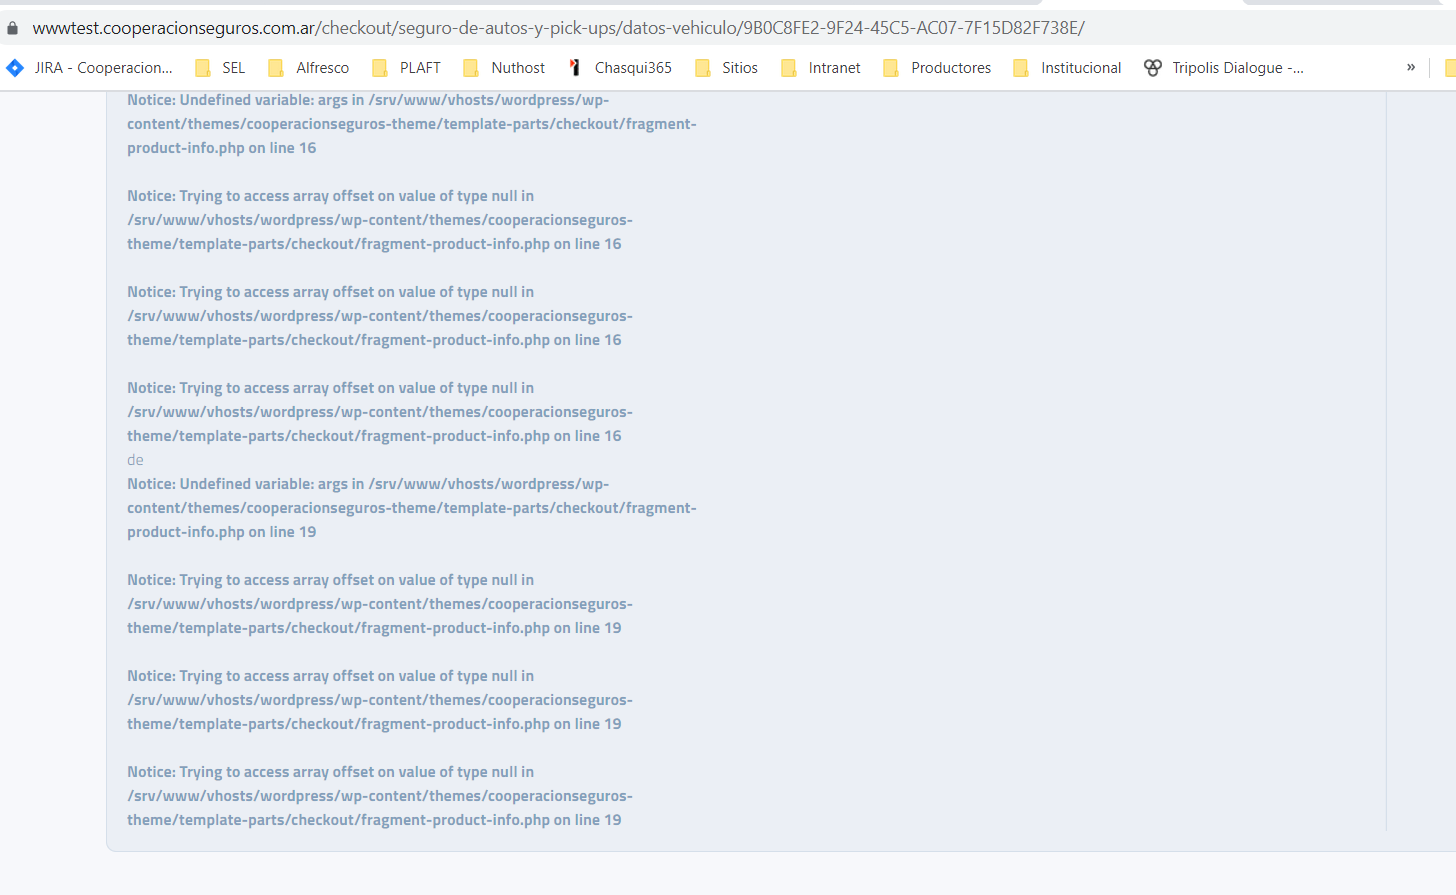 wwwtest.cooperacionseguros.com.ar/checkout/seguro-de-autos-y-pick-ups/datos-vehiculo/9B0C8FE2-9F24-45C5-AC07-7F15D82F738E/
JIRA - Cooperacion... SEL Alfresco PLAFT Nuthost Chasqui365 Sitios Intranet Productores Institucional Tripolis Dialogue -... »
Notice: Undefined variable: args in /srv/www/vhosts/wordpress/wp-
content/themes/cooperacionseguros-theme/template-parts/checkout/fragment-
product-info.php on line 16
Notice: Trying to access array offset on value of type null in
/srv/www/vhosts/wordpress/wp-content/themes/cooperacionseguros-
theme/template-parts/checkout/fragment-product-info.php on line 16
Notice: Trying to access array offset on value of type null in
/srv/www/vhosts/wordpress/wp-content/themes/cooperacionseguros-
theme/template-parts/checkout/fragment-product-info.php on line 16
Notice: Trying to access array offset on value of type null in
/srv/www/vhosts/wordpress/wp-content/themes/cooperacionseguros-
theme/template-parts/checkout/fragment-product-info.php on line 16
de
Notice: Undefined variable: args in /srv/www/vhosts/wordpress/wp-
content/themes/cooperacionseguros-theme/template-parts/checkout/fragment-
product-info.php on line 19
Notice: Trying to access array offset on value of type null in
/srv/www/vhosts/wordpress/wp-content/themes/cooperacionseguros-
theme/template-parts/checkout/fragment-product-info.php on line 19
Notice: Trying to access array offset on value of type null in
/srv/www/vhosts/wordpress/wp-content/themes/cooperacionseguros-
theme/template-parts/checkout/fragment-product-info.php on line 19
Notice: Trying to access array offset on value of type null in
/srv/www/vhosts/wordpress/wp-content/themes/cooperacionseguros-
theme/template-parts/checkout/fragment-product-info.php on line 19